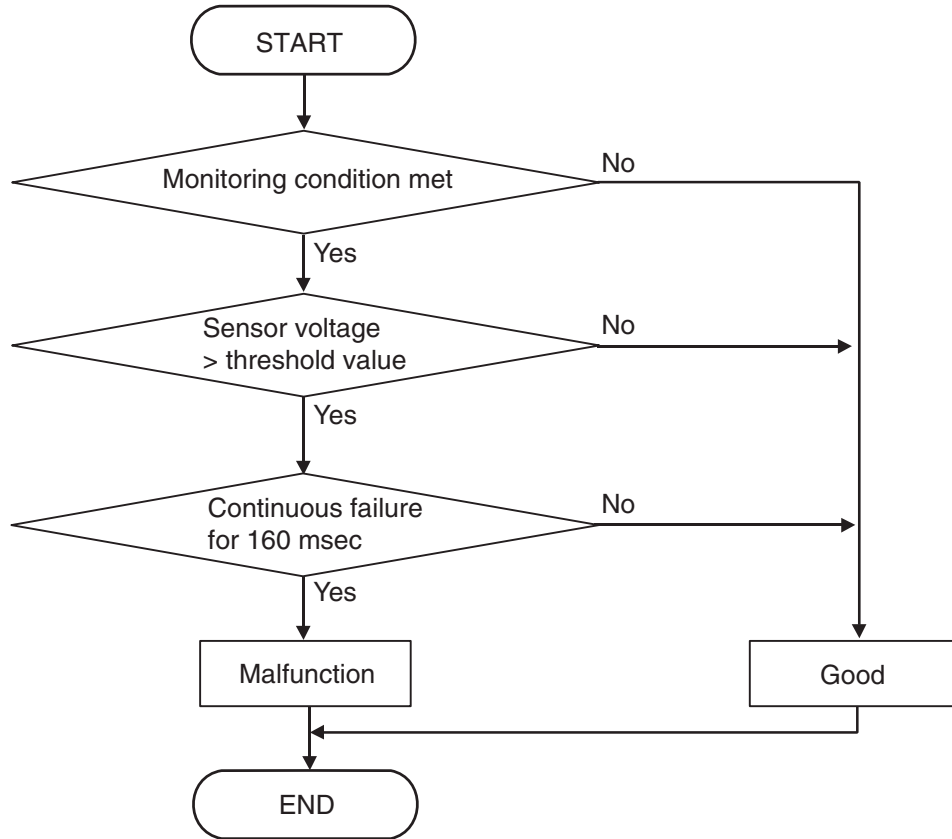 START
Monitoring condition met
No
Yes
Sensor voltage
> threshold value
No
Yes
Continuous failure
for 160 msec
No
Yes
Malfunction
Good
END